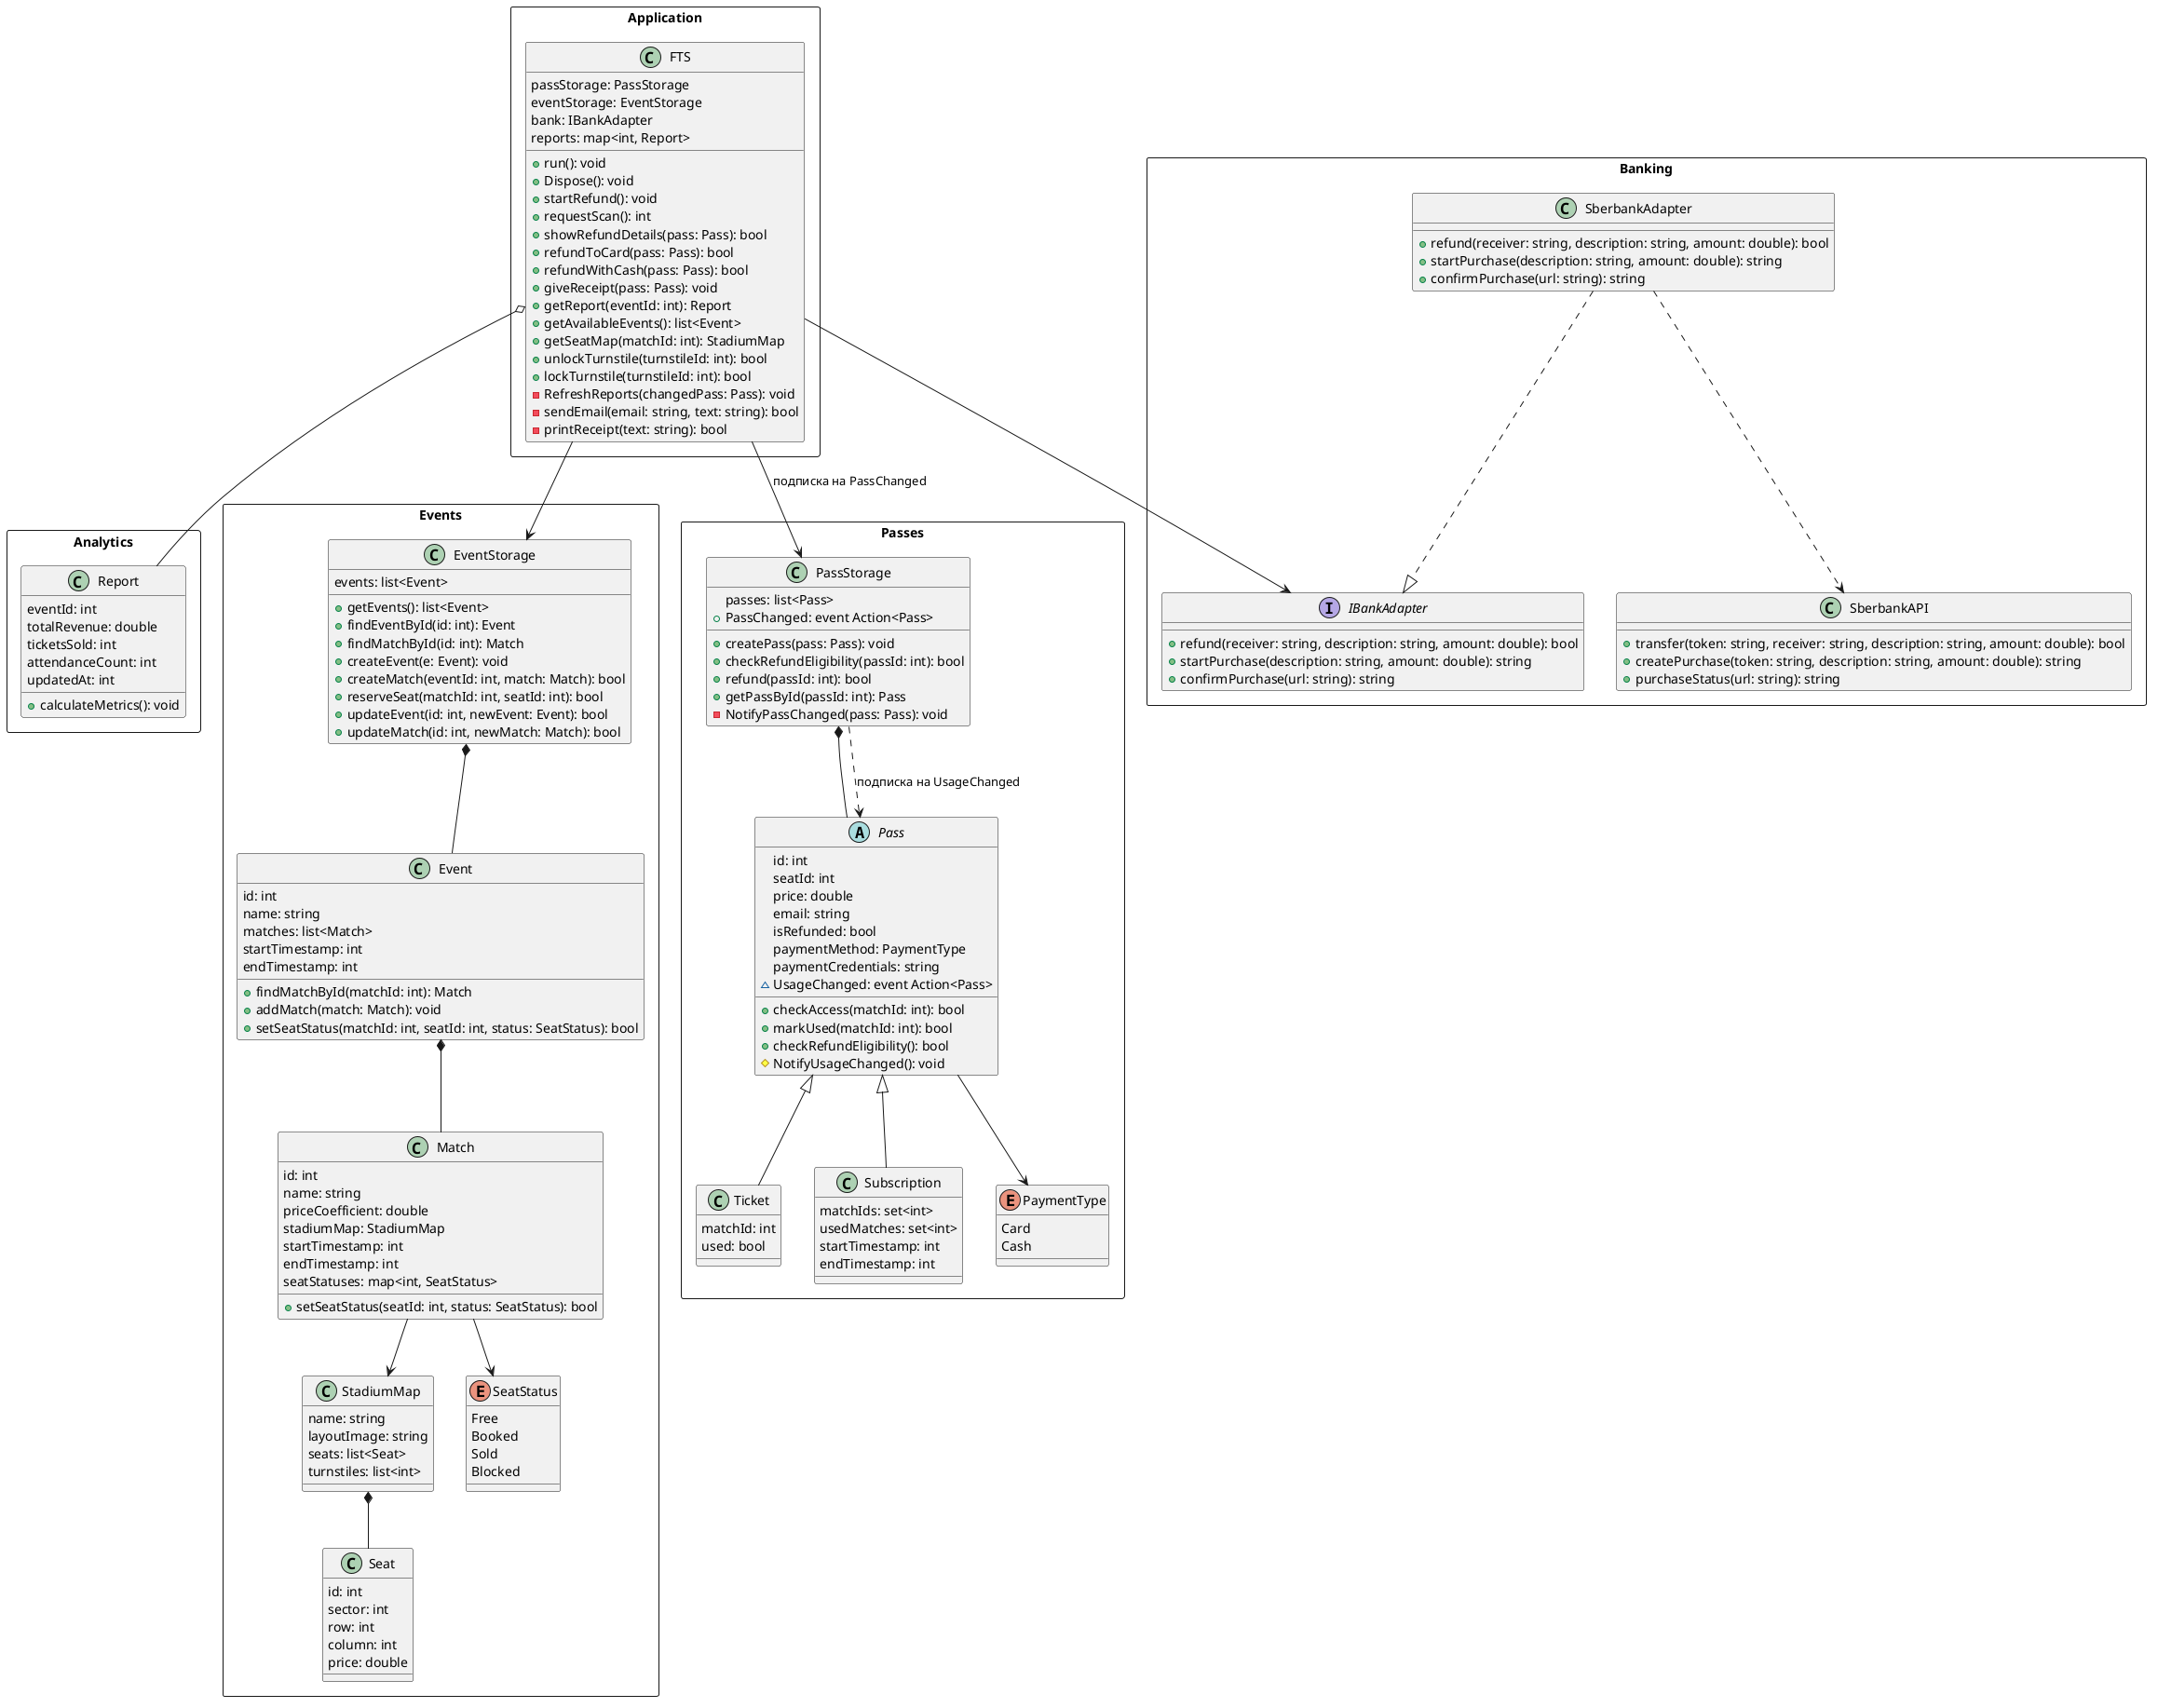 Application
FTS
passStorage: PassStorage
eventStorage: EventStorage
bank: IBankAdapter
reports: map<int, Report>
run(): void
Dispose(): void
startRefund(): void
requestScan(): int
showRefundDetails(pass: Pass): bool
refundToCard(pass: Pass): bool
refundWithCash(pass: Pass): bool
giveReceipt(pass: Pass): void
getReport(eventId: int): Report
getAvailableEvents(): list<Event>
getSeatMap(matchId: int): StadiumMap
unlockTurnstile(turnstileId: int): bool
lockTurnstile(turnstileId: int): bool
RefreshReports(changedPass: Pass): void
sendEmail(email: string, text: string): bool
printReceipt(text: string): bool
Banking
SberbankAdapter
refund(receiver: string, description: string, amount: double): bool
startPurchase(description: string, amount: double): string
confirmPurchase(url: string): string
IBankAdapter
refund(receiver: string, description: string, amount: double): bool
startPurchase(description: string, amount: double): string
confirmPurchase(url: string): string
SberbankAPI
transfer(token: string, receiver: string, description: string, amount: double): bool
createPurchase(token: string, description: string, amount: double): string
purchaseStatus(url: string): string
подписка на PassChanged
Analytics
Report
eventId: int
totalRevenue: double
ticketsSold: int
attendanceCount: int
updatedAt: int
calculateMetrics(): void
Events
EventStorage
events: list<Event>
getEvents(): list<Event>
findEventById(id: int): Event
findMatchById(id: int): Match
createEvent(e: Event): void
createMatch(eventId: int, match: Match): bool
reserveSeat(matchId: int, seatId: int): bool
updateEvent(id: int, newEvent: Event): bool
updateMatch(id: int, newMatch: Match): bool
Event
id: int
name: string
matches: list<Match>
startTimestamp: int
endTimestamp: int
findMatchById(matchId: int): Match
addMatch(match: Match): void
setSeatStatus(matchId: int, seatId: int, status: SeatStatus): bool
Match
id: int
name: string
priceCoefficient: double
stadiumMap: StadiumMap
startTimestamp: int
endTimestamp: int
seatStatuses: map<int, SeatStatus>
setSeatStatus(seatId: int, status: SeatStatus): bool
StadiumMap
name: string
layoutImage: string
seats: list<Seat>
turnstiles: list<int>
SeatStatus
Free
Booked
Sold
Blocked
Seat
id: int
sector: int
row: int
column: int
price: double
Passes
PassStorage
passes: list<Pass>
PassChanged: event Action<Pass>
createPass(pass: Pass): void
checkRefundEligibility(passId: int): bool
refund(passId: int): bool
getPassById(passId: int): Pass
NotifyPassChanged(pass: Pass): void
подписка на UsageChanged
Pass
id: int
seatId: int
price: double
email: string
isRefunded: bool
paymentMethod: PaymentType
paymentCredentials: string
UsageChanged: event Action<Pass>
checkAccess(matchId: int): bool
markUsed(matchId: int): bool
checkRefundEligibility(): bool
NotifyUsageChanged(): void
Ticket
matchId: int
used: bool
Subscription
matchIds: set<int>
usedMatches: set<int>
startTimestamp: int
endTimestamp: int
PaymentType
Card
Cash